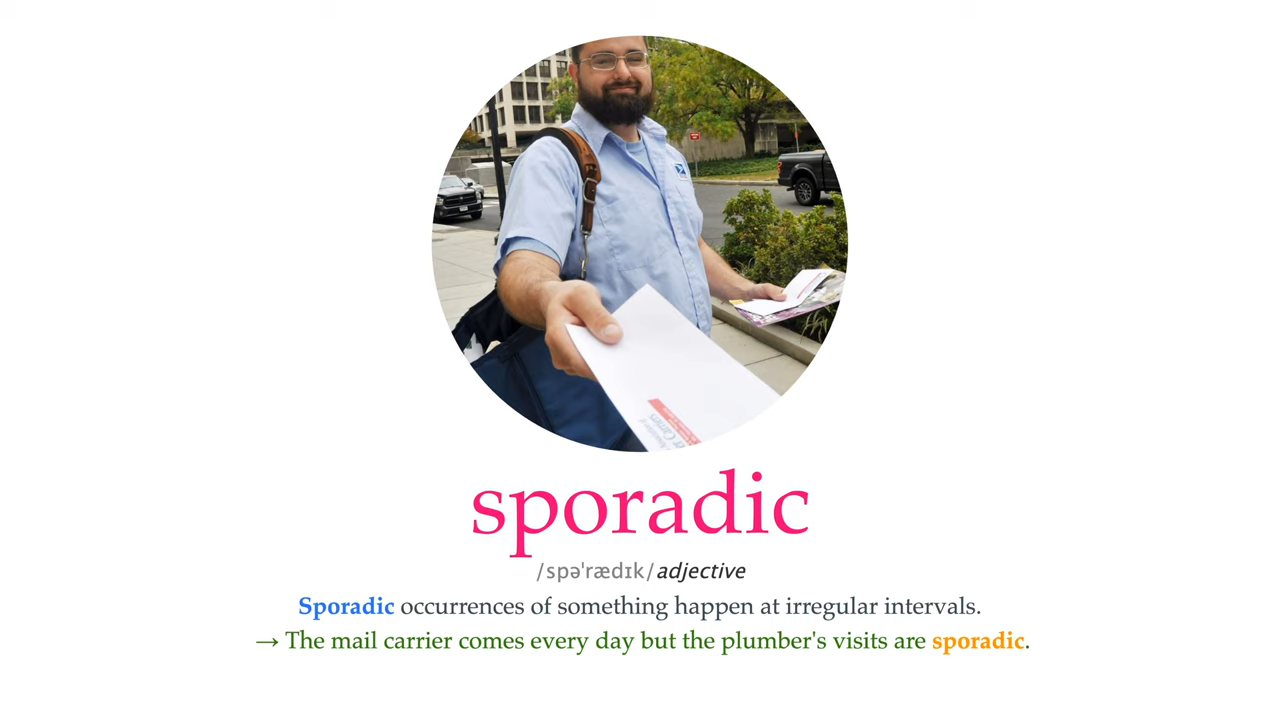 sporadic
/spəˈrædɪk/adjective
Sporadic occurrences of something happen at irregular intervals.
→ The mail carrier comes every day but the plumber's visits are sporadic.